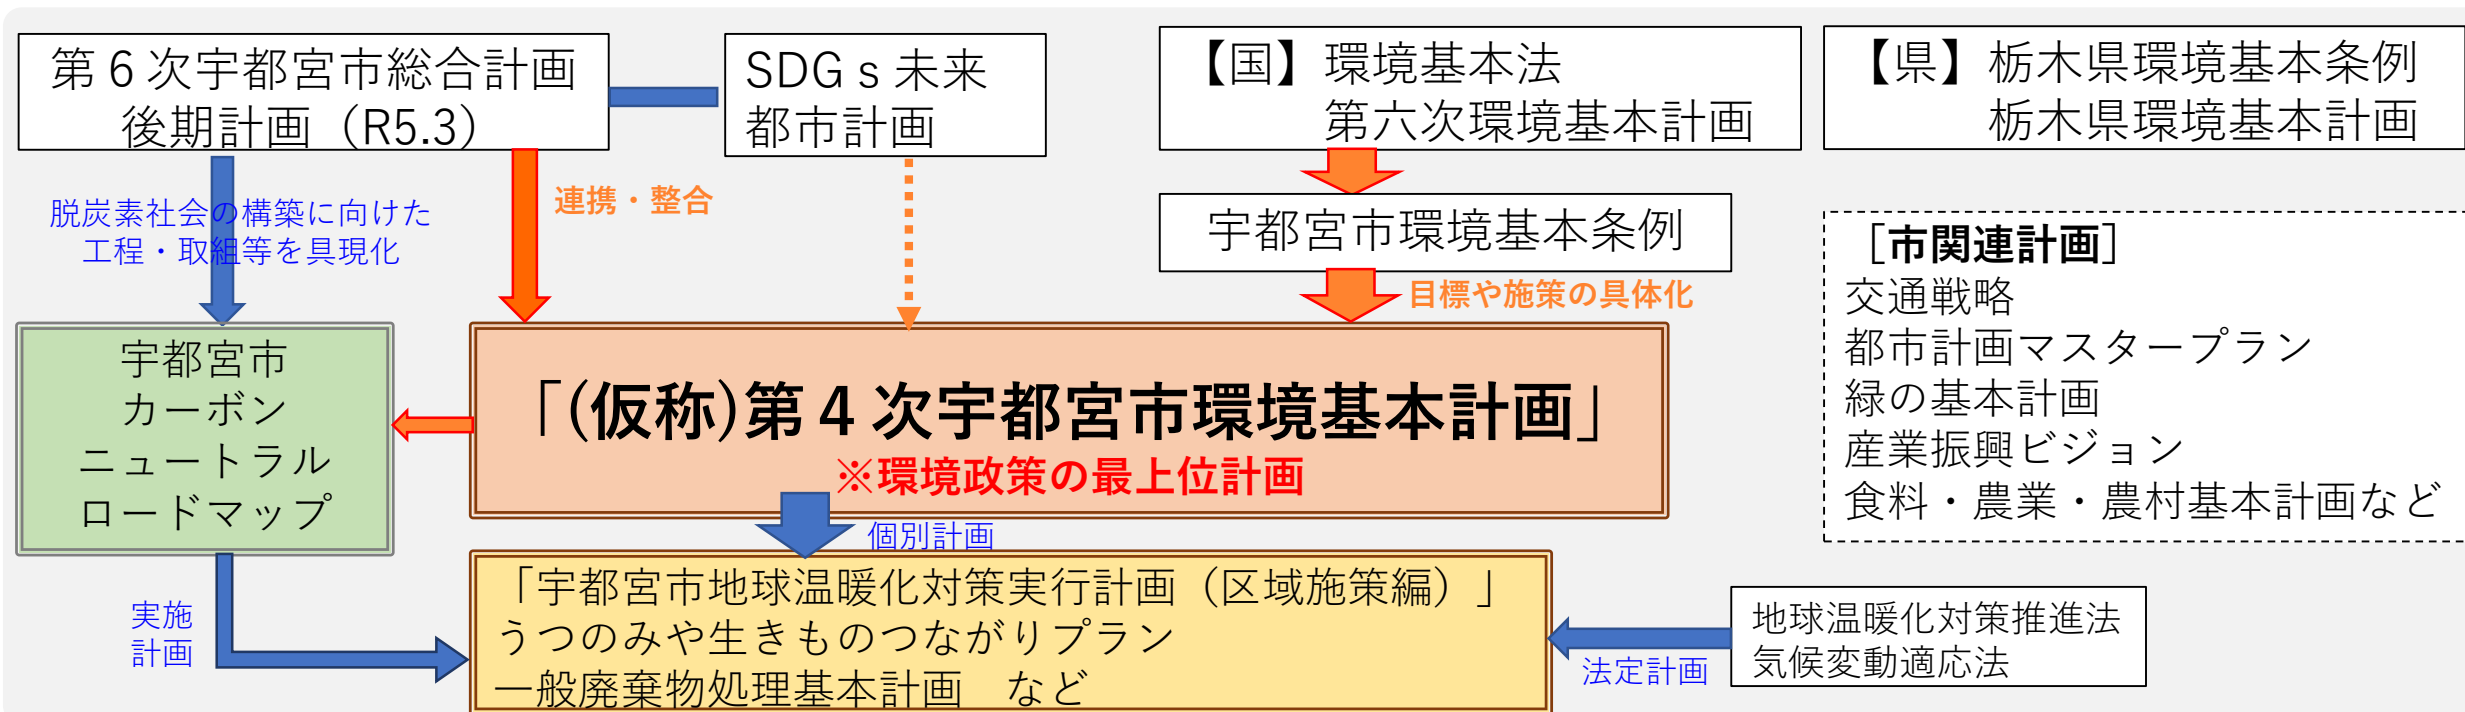 第６次宇都宮市総合計画
後期計画（R5.3）
SDGｓ未来
都市計画
【国】環境基本法
第六次環境基本計画
【県】栃木県環境基本条例
栃木県環境基本計画
脱炭素社会の構築に向けた
工程・取組等を具現化
連携・整合
宇都宮市環境基本条例
目標や施策の具体化
［市関連計画］
交通戦略
都市計画マスタープラン
緑の基本計画
産業振興ビジョン
食料・農業・農村基本計画など
宇都宮市
カーボン
ニュートラル
ロードマップ
「(仮称)第４次宇都宮市環境基本計画」
※環境政策の最上位計画
個別計画
「宇都宮市地球温暖化対策実行計画（区域施策編）」
うつのみや生きものつながりプラン
一般廃棄物処理基本計画　など
実施
計画
法定計画
地球温暖化対策推進法
気候変動適応法